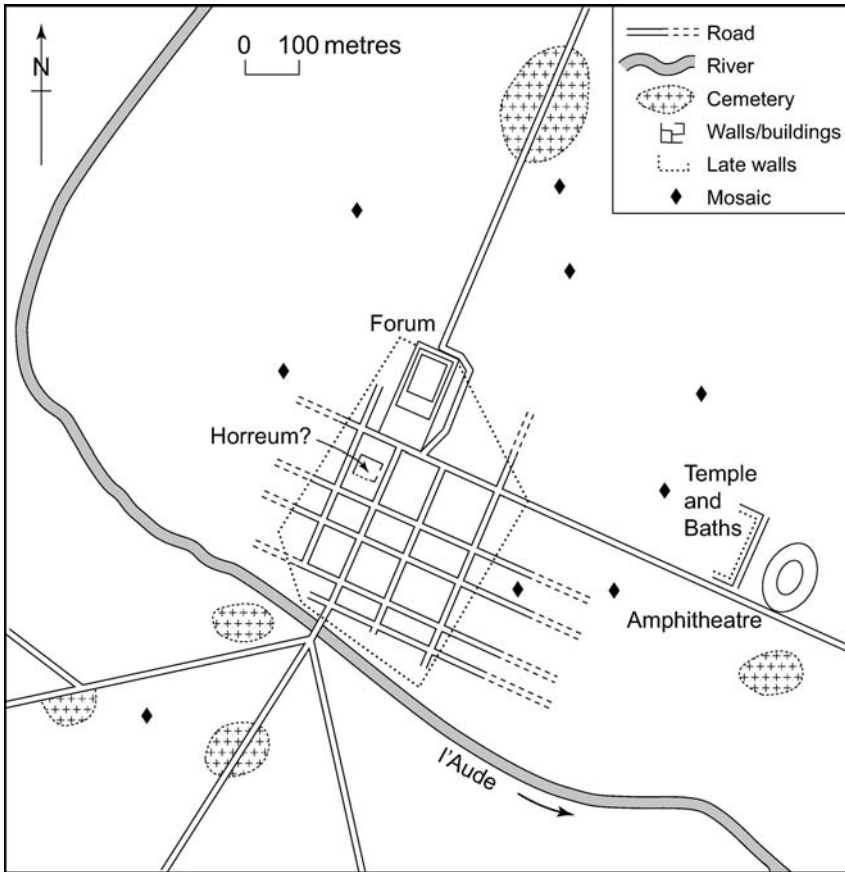 N
0 100 metres
Road
River
Cemetery
Walls/buildings
Late walls
Mosaic
Forum
Horreum?
Temple
and
Baths
Amphitheatre
l'Aude